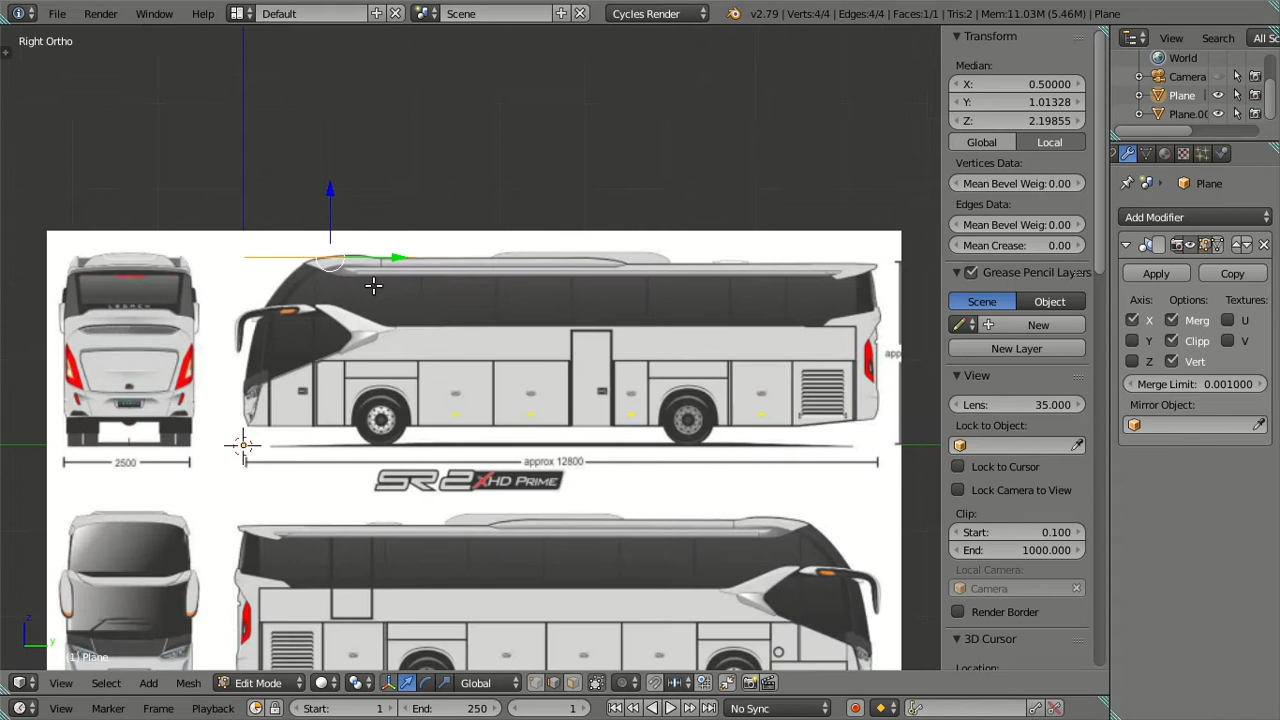 File Render Window Help Default Scene Cycles Render v2.79 | Verts:4/4 | Edges:4/4 | Faces:1/1 | Tris:2 | Mem:11.03M (5.46M) | Plane
Right Ortho
Transform
Median:
X: 0.50000
Y: 1.01328
Z: 2.19855
Global Local
Vertices Data:
Mean Bevel Weig: 0.00
Edges Data:
Mean Bevel Weig: 0.00
Mean Crease: 0.00
Grease Pencil Layers
Scene Object
New
New Layer
View
Lens: 35.000
Lock to Object:
Lock to Cursor
Lock Camera to View
Clip:
Start: 0.100
End: 1000.000
Local Camera:
Camera
Render Border
3D Cursor
Location:
View Search All Sc
World
Camera
Plane
Plane.00
Plane
Add Modifier
Apply Copy
Axis: Options: Textures:
X Merg U
Y Clipp V
Z Vert
Merge Limit: 0.001000
Mirror Object:
LEGACY
app
2500
approx 12800
SR 2 XHD PRIME
z
y
(1) Plane
View Select Add Mesh Edit Mode Global
View Marker Frame Playback Start: 1 End: 250 1 No Sync